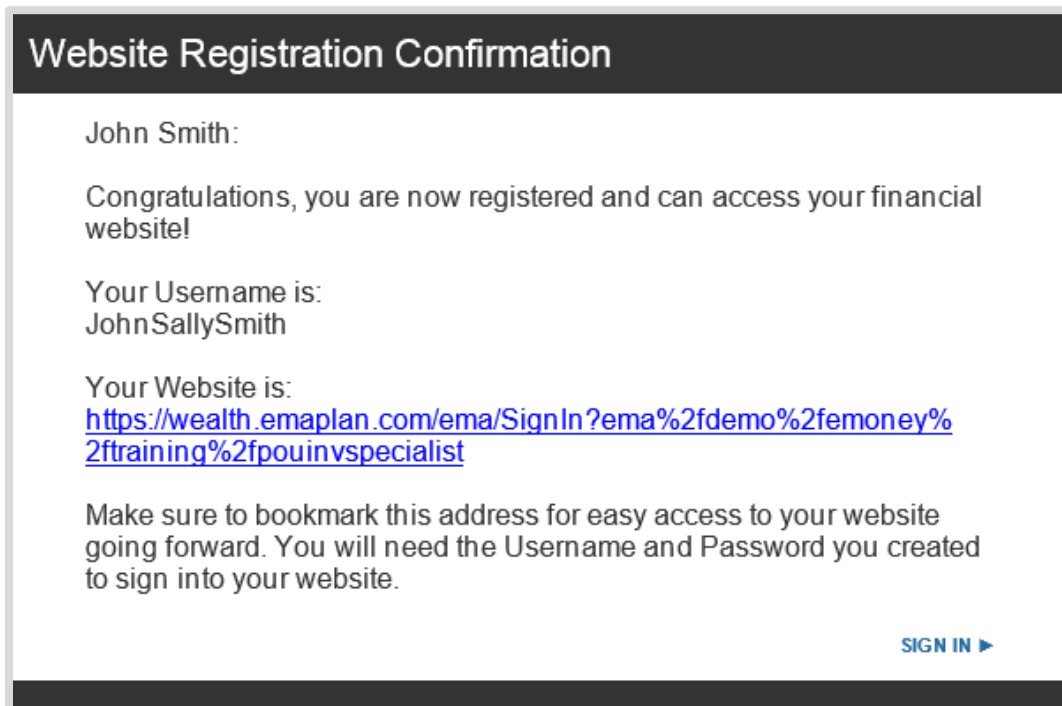 Website Registration Confirmation
John Smith:
Congratulations, you are now registered and can access your financial
website!
Your Username is:
JohnSallySmith
Your Website is:
https://wealth.emaplan.com/ema/SignIn?ema%2fdemo%2femoney%
2ftraining%2fpouinvspecialist
Make sure to bookmark this address for easy access to your website
going forward. You will need the Username and Password you created
to sign into your website.
SIGN IN ►